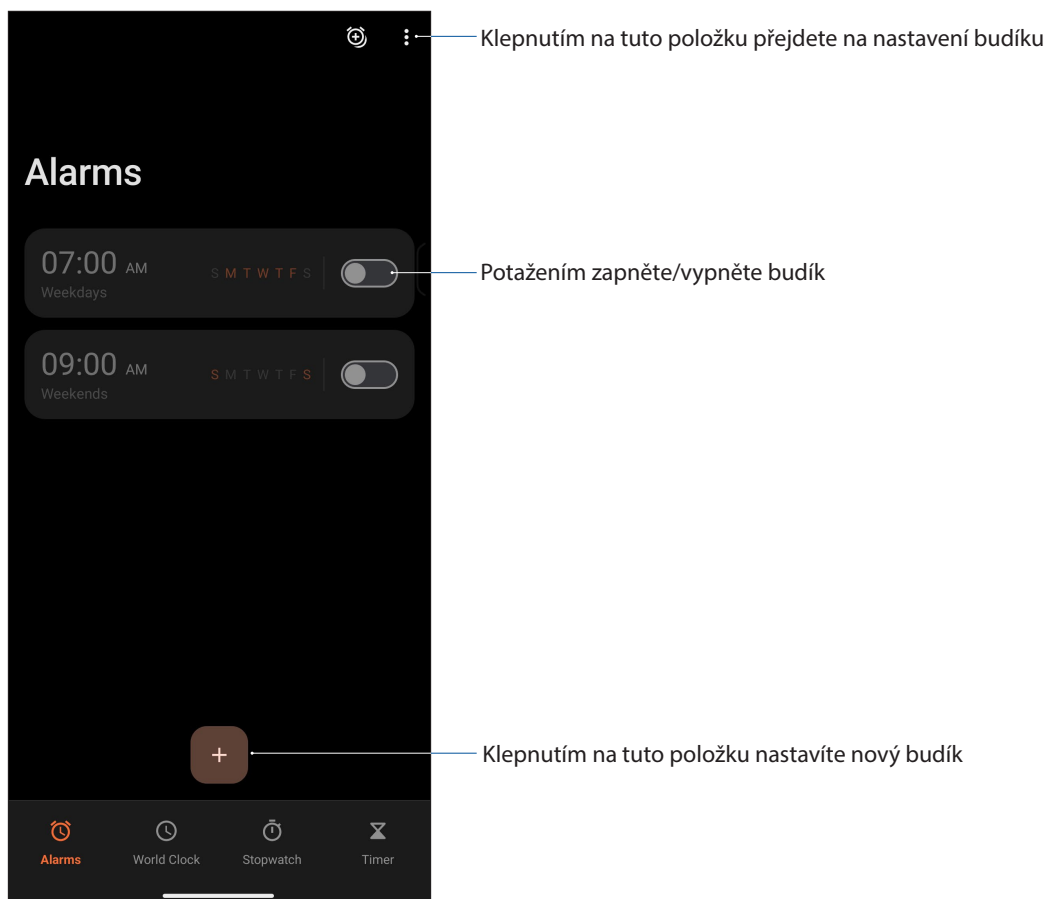 Klepnutím na tuto položku přejdete na nastavení budíku
Alarms
07:00 AM S M T W T F S
Weekdays
Potažením zapněte/vypněte budík
09:00 AM S M T W T F S
Weekends
+
Klepnutím na tuto položku nastavíte nový budík
Alarms World Clock Stopwatch Timer